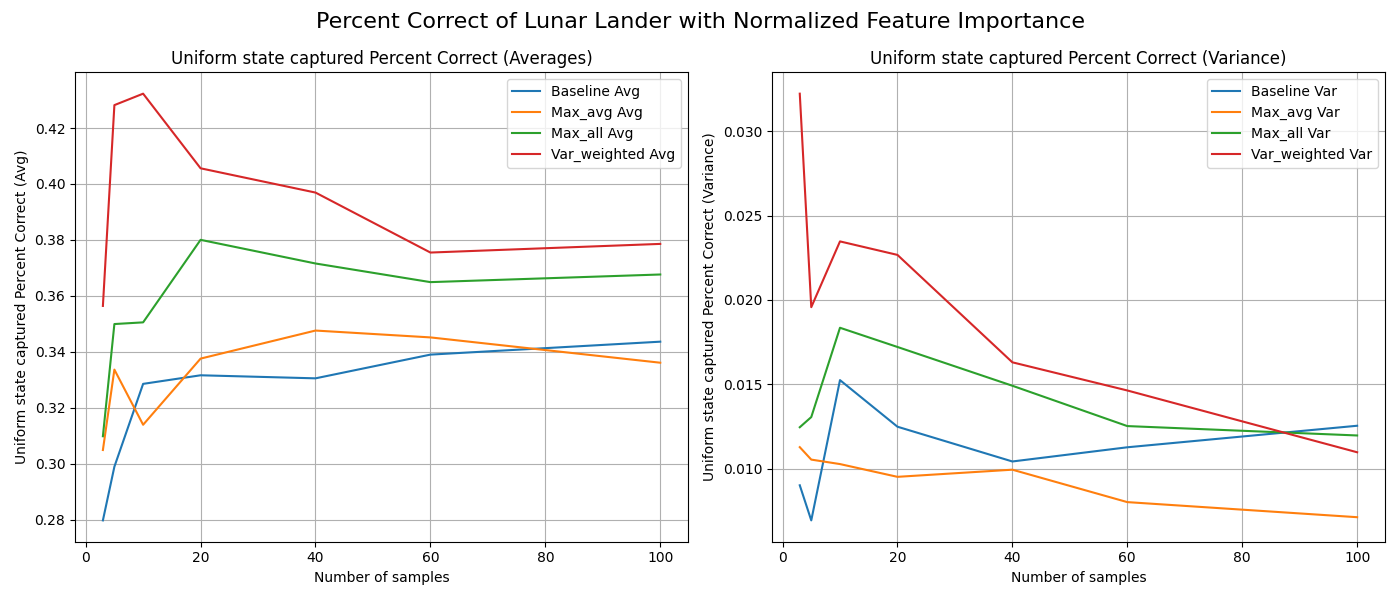 Percent Correct of Lunar Lander with Normalized Feature Importance
Uniform state captured Percent Correct (Averages)
Uniform state captured Percent Correct (Avg)
0.42
0.40
0.38
0.36
0.34
0.32
0.30
0.28
Baseline Avg
Max_avg Avg
Max_all Avg
Var_weighted Avg
0 20 40 60 80 100
Number of samples
Uniform state captured Percent Correct (Variance)
Uniform state captured Percent Correct (Variance)
0.030
0.025
0.020
0.015
0.010
Baseline Var
Max_avg Var
Max_all Var
Var_weighted Var
0 20 40 60 80 100
Number of samples